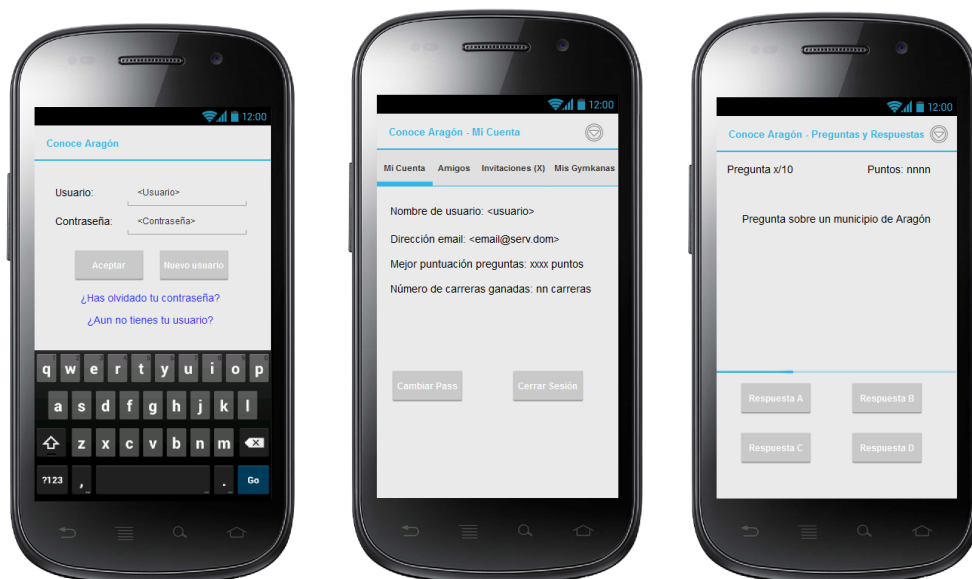 12:00
Conoce Aragón
Usuario: <Usuario>
Contraseña: <Contraseña>
Aceptar Nuevo usuario
¿Has olvidado tu contraseña?
¿Aun no tienes tu usuario?
q w e r t y u i o p
a s d f g h j k l
z x c v b n m
?123 , . Go
12:00
Conoce Aragón - Mi Cuenta
Mi Cuenta Amigos Invitaciones (X) Mis Gymkanas
Nombre de usuario: <usuario>
Dirección email: <email@serv.dom>
Mejor puntuación preguntas: xxxx puntos
Número de carreras ganadas: nn carreras
Cambiar Pass Cerrar Sesión
12:00
Conoce Aragón - Preguntas y Respuestas
Pregunta x/10 Puntos: nnnn
Pregunta sobre un municipio de Aragón
Respuesta A Respuesta B
Respuesta C Respuesta D